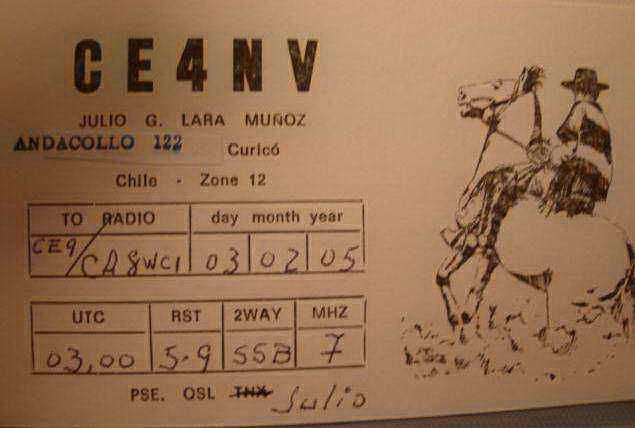 CE4NV
JULIO G. LARA MUÑOZ
ANDACOLLO 122 Curicó
Chile - Zone 12
TO RADIO day month year
CE9/CA8WCI 03 02 05
UTC RST 2WAY MHZ
03,00 5-9 SSB 7
PSE. QSL TNX Julio